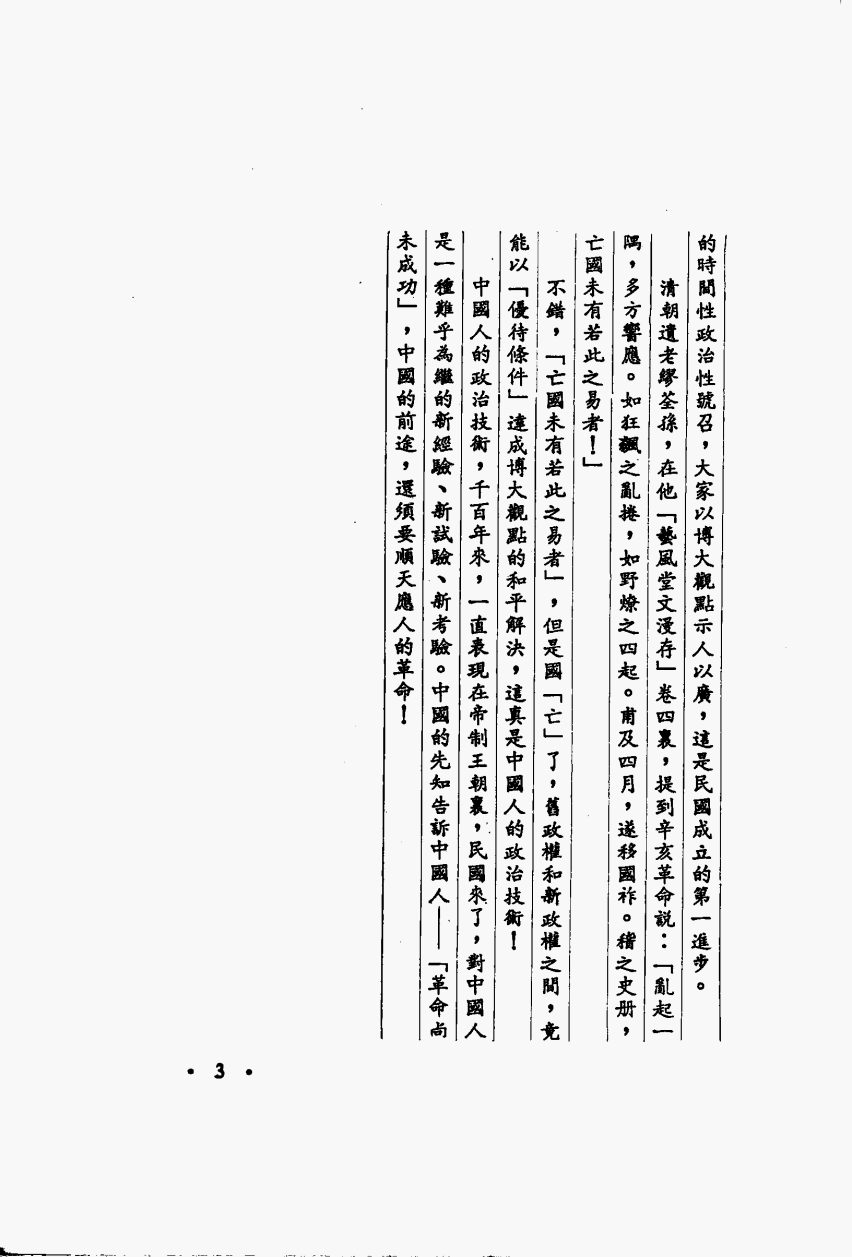 的時間性政治性號召，大家以博大觀點示人以廣，這是民國成立的第一進步。
清朝遺老繆荃孫，在他「藝風堂文漫存」卷四裏，提到辛亥革命說：「亂起一
隅，多方響應。如狂飆之亂捲，如野燎之四起。甫及四月，遂移國祚。稽之史册，
亡國未有若此之易者！」
不錯，「亡國未有若此之易者」，但是國「亡」了，舊政權和新政權之間，竟
能以「優待條件」達成博大觀點的和平解決，這真是中國人的政治技術！
中國人的政治技術，千百年來，一直表現在帝制王朝裏，民國來了，對中國人
是一種難乎為繼的新經驗、新試驗、新考驗。中國的先知告訴中國人——「革命尚
未成功」，中國的前途，還須要順天應人的革命！
• 3 •